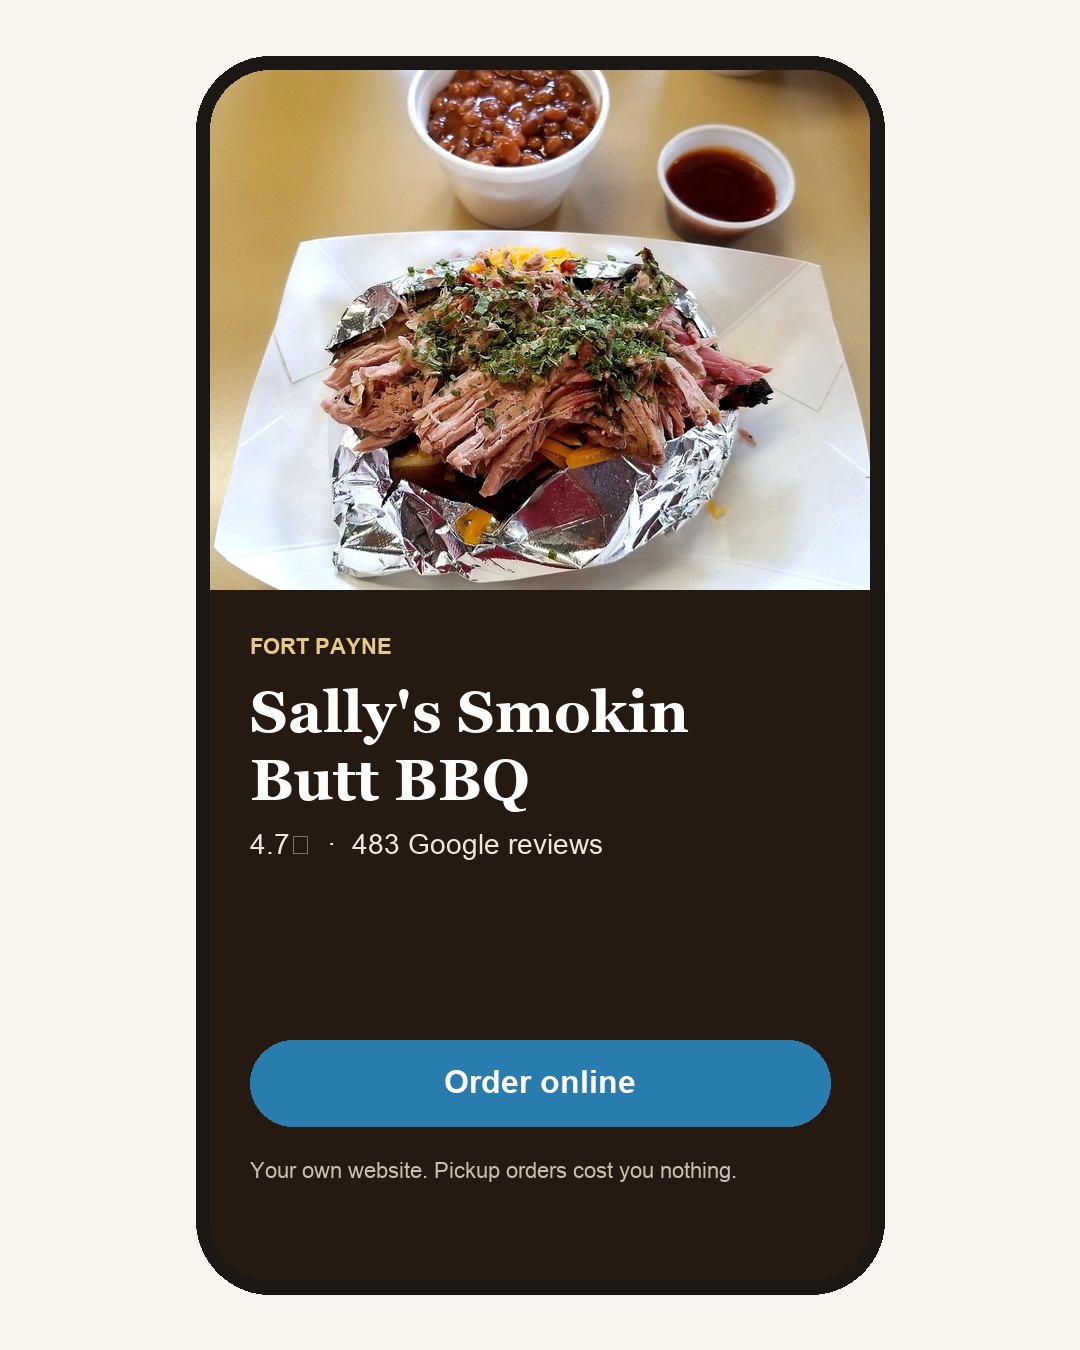 FORT PAYNE
Sally's Smokin
Butt BBQ
4.7□ · 483 Google reviews
Order online
Your own website. Pickup orders cost you nothing.